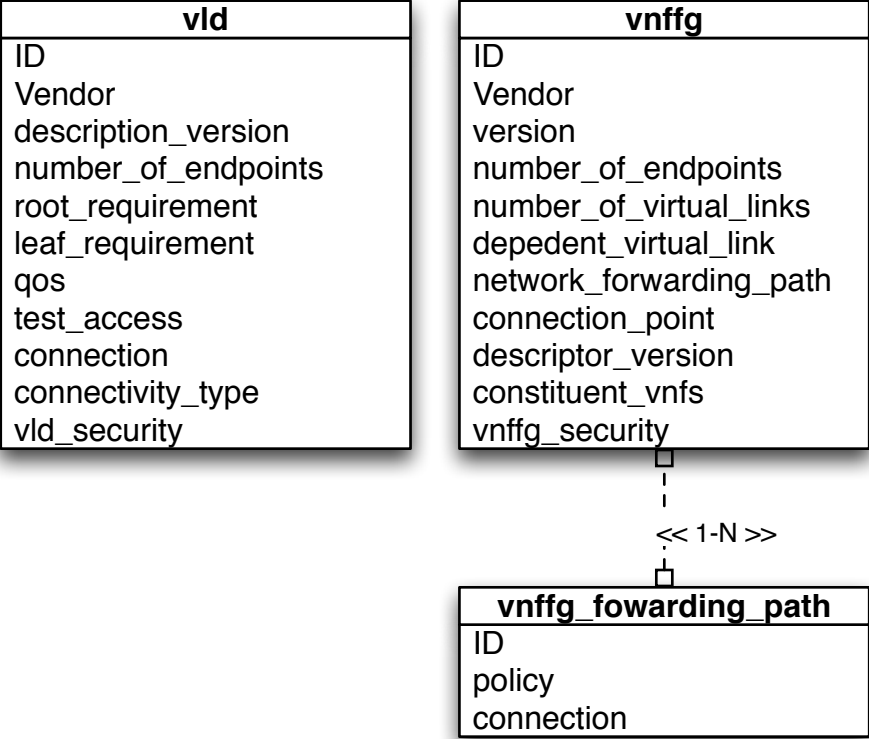 vld
ID
Vendor
description_version
number_of_endpoints
root_requirement
leaf_requirement
qos
test_access
connection
connectivity_type
vld_security
vnffg
ID
Vendor
version
number_of_endpoints
number_of_virtual_links
depedent_virtual_link
network_forwarding_path
connection_point
descriptor_version
constituent_vnfs
vnffg_security
<< 1-N >>
vnffg_fowarding_path
ID
policy
connection